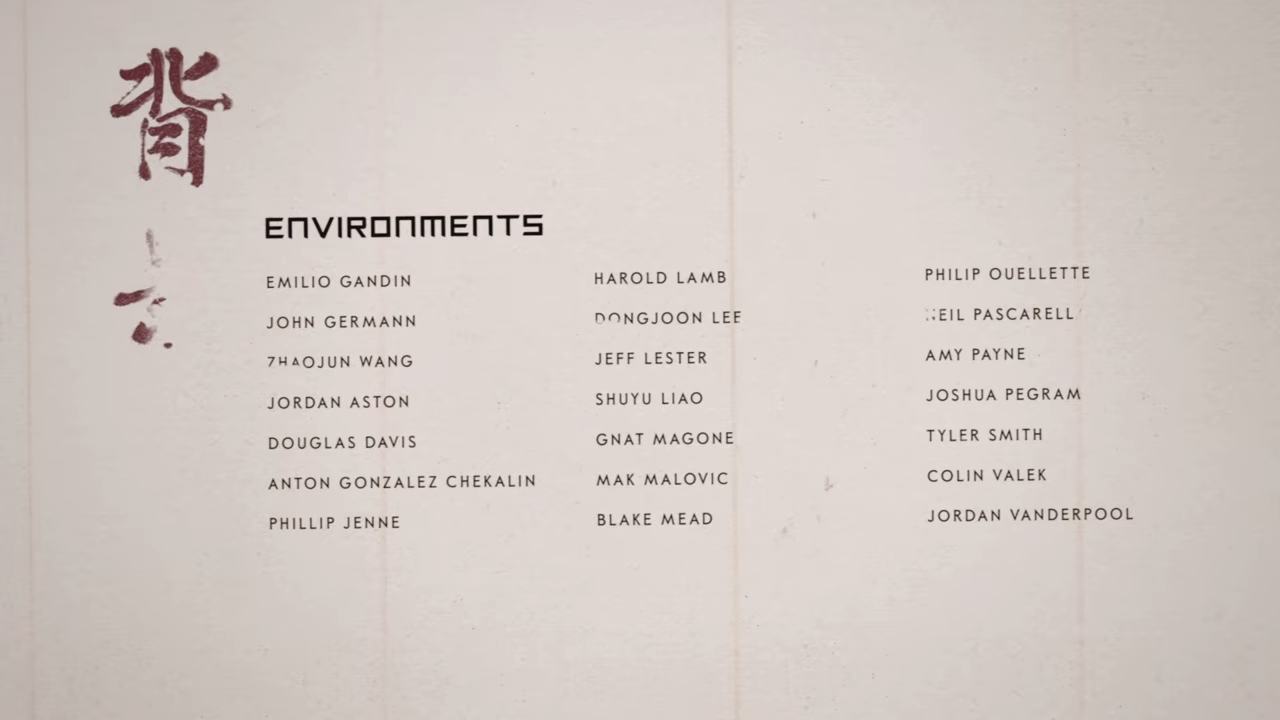 背
ENVIRONMENTS
EMILIO GANDIN
JOHN GERMANN
ZHAOJUN WANG
JORDAN ASTON
DOUGLAS DAVIS
ANTON GONZALEZ CHEKALIN
PHILLIP JENNE
HAROLD LAMB
DONGJOON LEE
JEFF LESTER
SHUYU LIAO
GNAT MAGONE
MAK MALOVIC
BLAKE MEAD
PHILIP OUELLETTE
NEIL PASCARELL
AMY PAYNE
JOSHUA PEGRAM
TYLER SMITH
COLIN VALEK
JORDAN VANDERPOOL